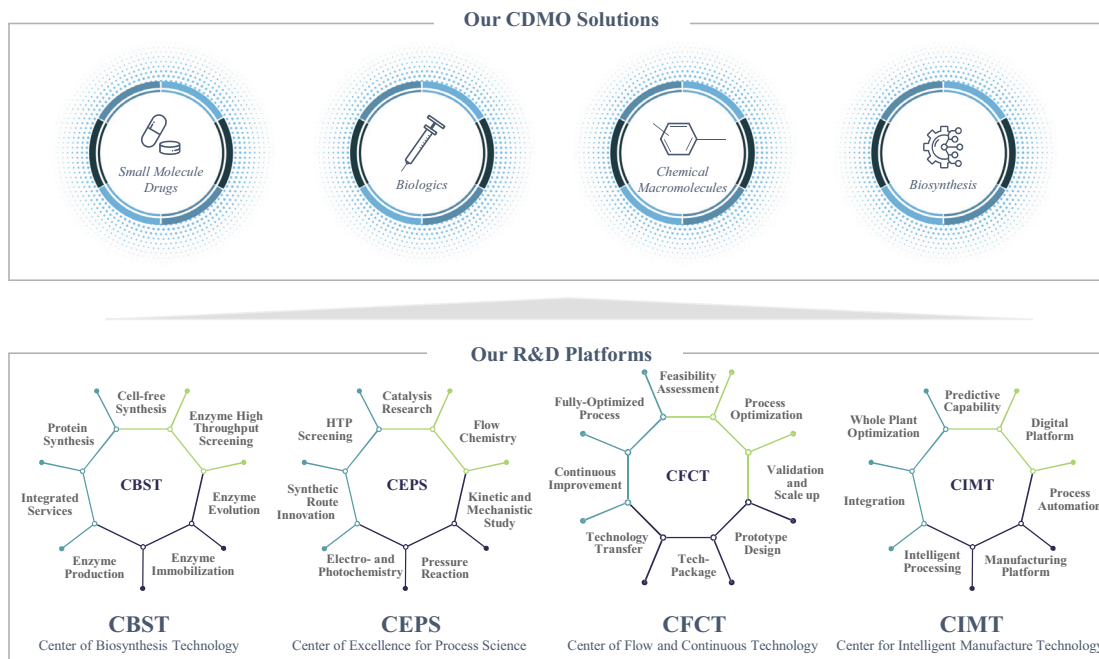 Our CDMO Solutions
Small Molecule
Drugs
Biologics
Chemical
Macromolecules
Biosynthesis
Our R&D Platforms
Cell-free
Synthesis
Enzyme High
Throughput
Screening
Protein Synthesis
CBST
Integrated
Services
Enzyme
Evolution
Enzyme
Production
Enzyme
Immobilization
CBST
Center of Biosynthesis Technology
Catalysis
Research
HTP
Screening
Flow
Chemistry
CEPS
Synthetic
Route
Innovation
Kinetic and
Mechanistic
Study
Electro- and
Photochemistry
Pressure
Reaction
CEPS
Center of Excellence for Process Science
Feasibility
Assessment
Fully-Optimized
Process
Process
Optimization
CFCT
Continuous
Improvement
Validation
and
Scale up
Technology
Transfer
Tech-
Package
Prototype
Design
CFCT
Center of Flow and Continuous Technology
Predictive
Capability
Whole Plant
Optimization
Digital
Platform
CIMT
Integration
Process
Automation
Intelligent
Processing
Manufacturing
Platform
CIMT
Center for Intelligent Manufacture Technology